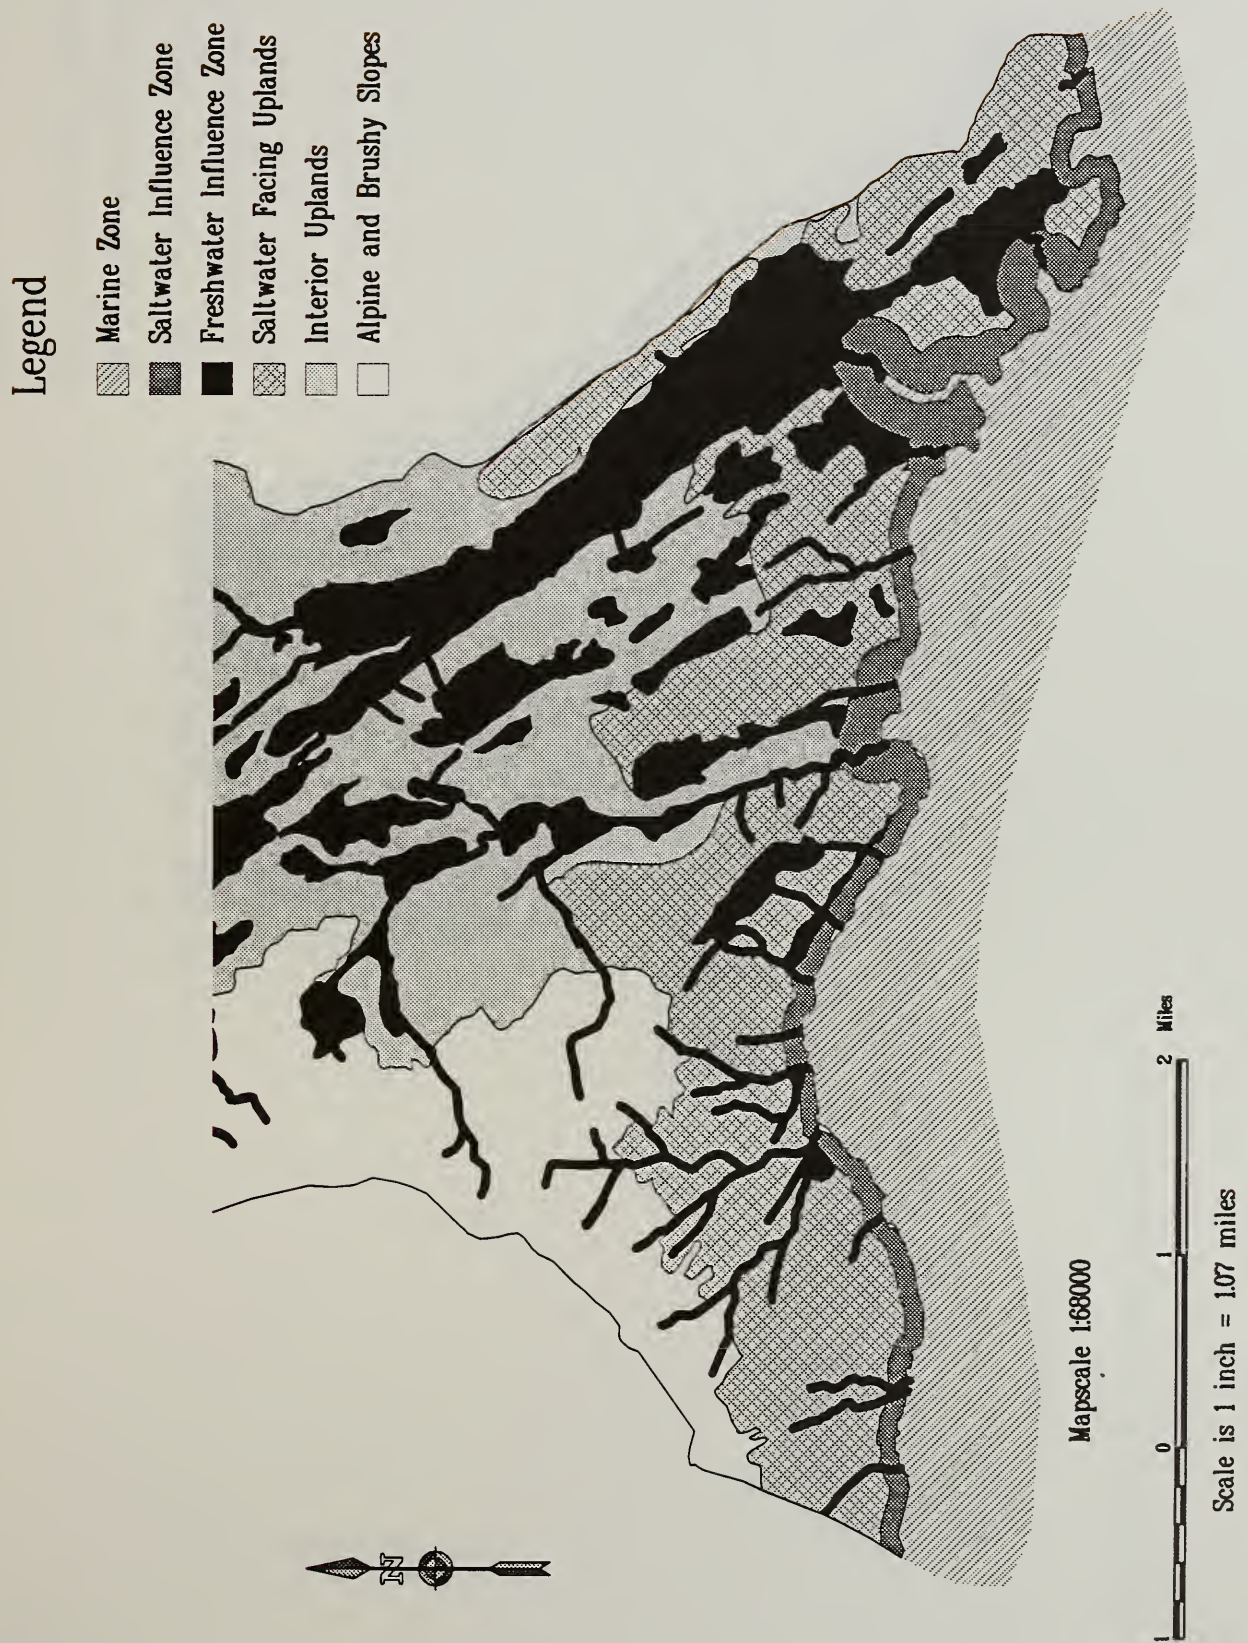 Legend
Marine Zone
Saltwater Influence Zone
Freshwater Influence Zone
Saltwater Facing Uplands
Interior Uplands
Alpine and Brushy Slopes
N
Mapscale 1:68000
1 0 1 2 Miles
Scale is 1 inch = 1.07 miles